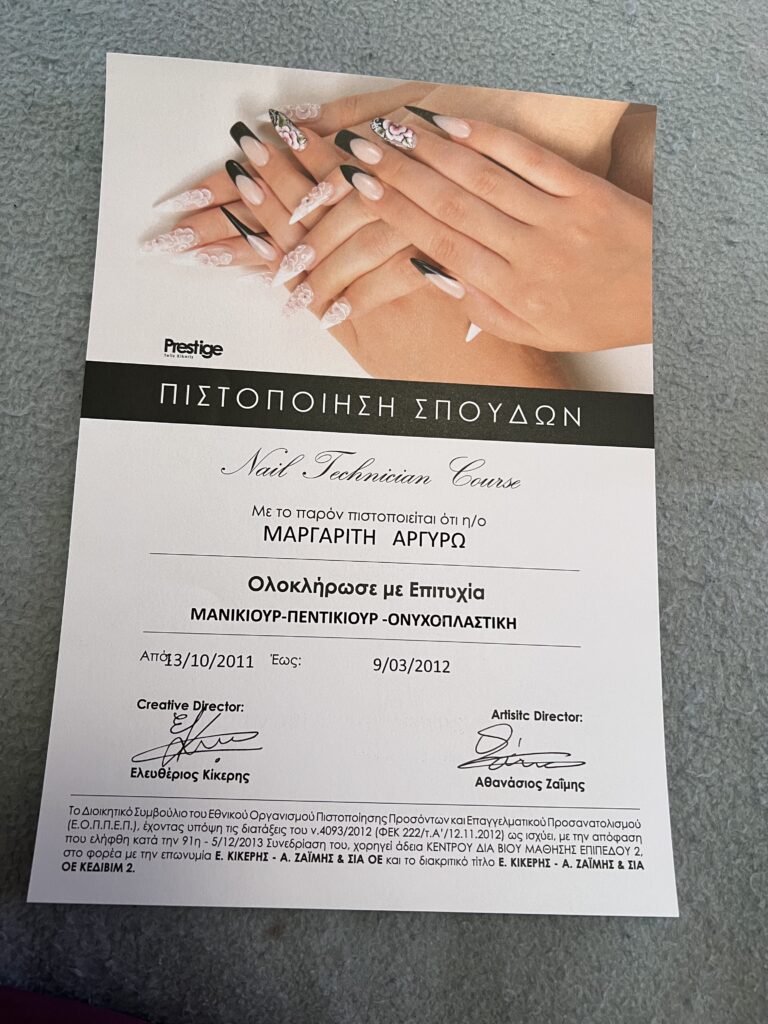 Prestige
ΠΙΣΤΟΠΟΙΗΣΗ ΣΠΟΥΔΩΝ
Nail Technician Course
Με το παρόν πιστοποιείται ότι η/ο
ΜΑΡΓΑΡΙΤΗ ΑΡΓΥΡΩ
Ολοκλήρωσε με Επιτυχία
ΜΑΝΙΚΙΟΥΡ-ΠΕΝΤΙΚΙΟΥΡ -ΟΝΥΧΟΠΛΑΣΤΙΚΗ
Από: 13/10/2011 Έως: 9/03/2012
Creative Director:
Artisitc Director:
Ελευθέριος Κίκερης
Αθανάσιος Ζαΐμης
Το Διοικητικό Συμβούλιο του Εθνικού Οργανισμού Πιστοποίησης Προσόντων και Επαγγελματικού Προσανατολισμού
(Ε.Ο.Π.Π.Ε.Π.), έχοντας υπόψη τις διατάξεις του ν.4093/2012 (ΦΕΚ 222/τ.Α'/12.11.2012) ως ισχύει, με την απόφαση
που ελήφθη κατά την 91η - 5/12/2013 Συνεδρίαση του, χορηγεί άδεια ΚΕΝΤΡΟΥ ΔΙΑ ΒΙΟΥ ΜΑΘΗΣΗΣ ΕΠΙΠΕΔΟΥ 2,
στο φορέα με την επωνυμία Ε. ΚΙΚΕΡΗΣ - Α. ΖΑΪΜΗΣ & ΣΙΑ ΟΕ και το διακριτικό τίτλο Ε. ΚΙΚΕΡΗΣ - Α. ΖΑΪΜΗΣ & ΣΙΑ
ΟΕ ΚΕΔΙΒΙΜ 2.